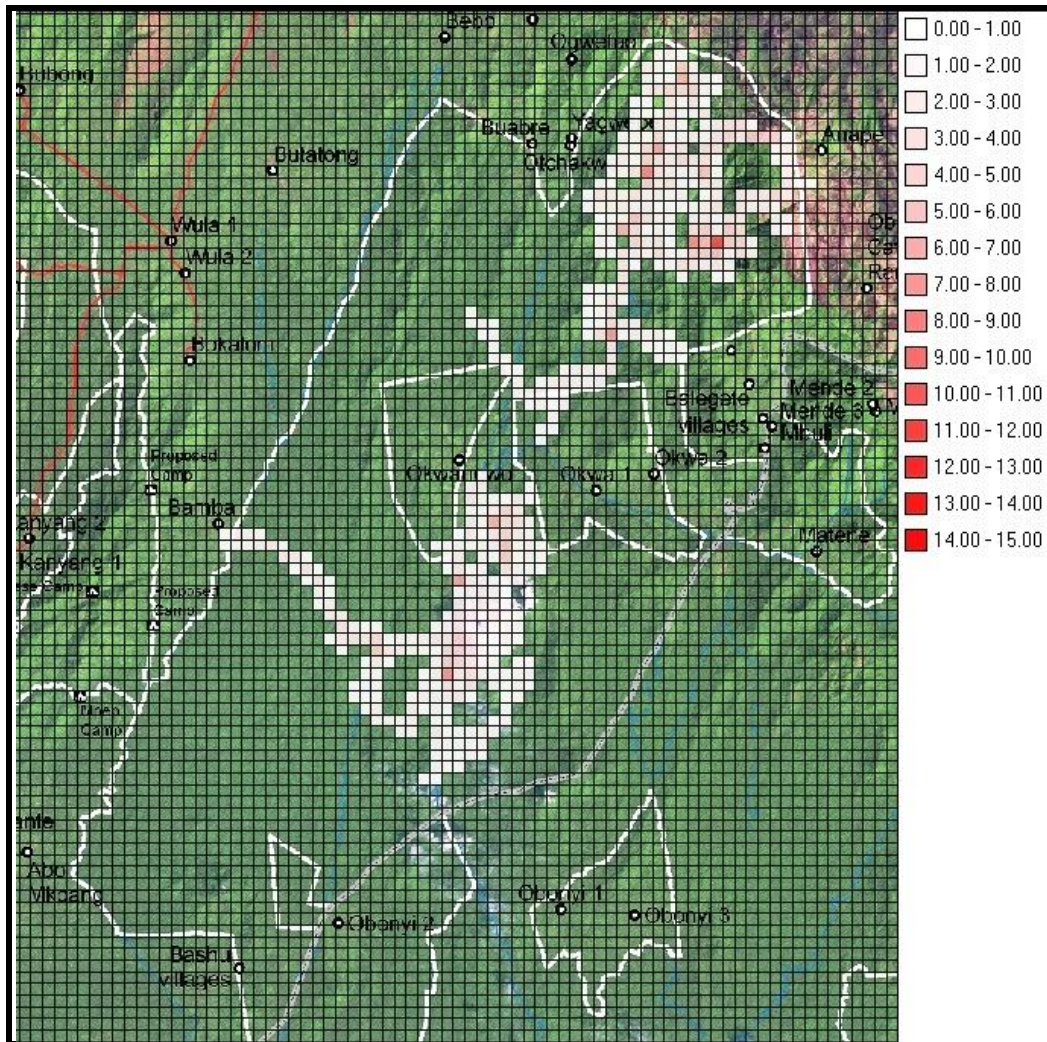 Bebo
0.00 - 1.00
Ogwetuo
1.00 - 2.00
Bubong
2.00 - 3.00
Buabre
3.00 - 4.00
Anape
Otchakw
Butatong
4.00 - 5.00
5.00 - 6.00
Wula 1
6.00 - 7.00
Wula 2
7.00 - 8.00
8.00 - 9.00
Bokalum
9.00 - 10.00
10.00 - 11.00
Balegate
villages
Mende 2
Mende 3
Mbuli
11.00 - 12.00
12.00 - 13.00
Okwa 2
Okwa 1
Proposed
Camp
13.00 - 14.00
Bamba
anyang 2
14.00 - 15.00
Matene
Kanyang 1
Proposed
Camp
Camp
Abo
Mkpang
Obonyi 1
Obonyi 3
Obonyi 2
Bashu
villages